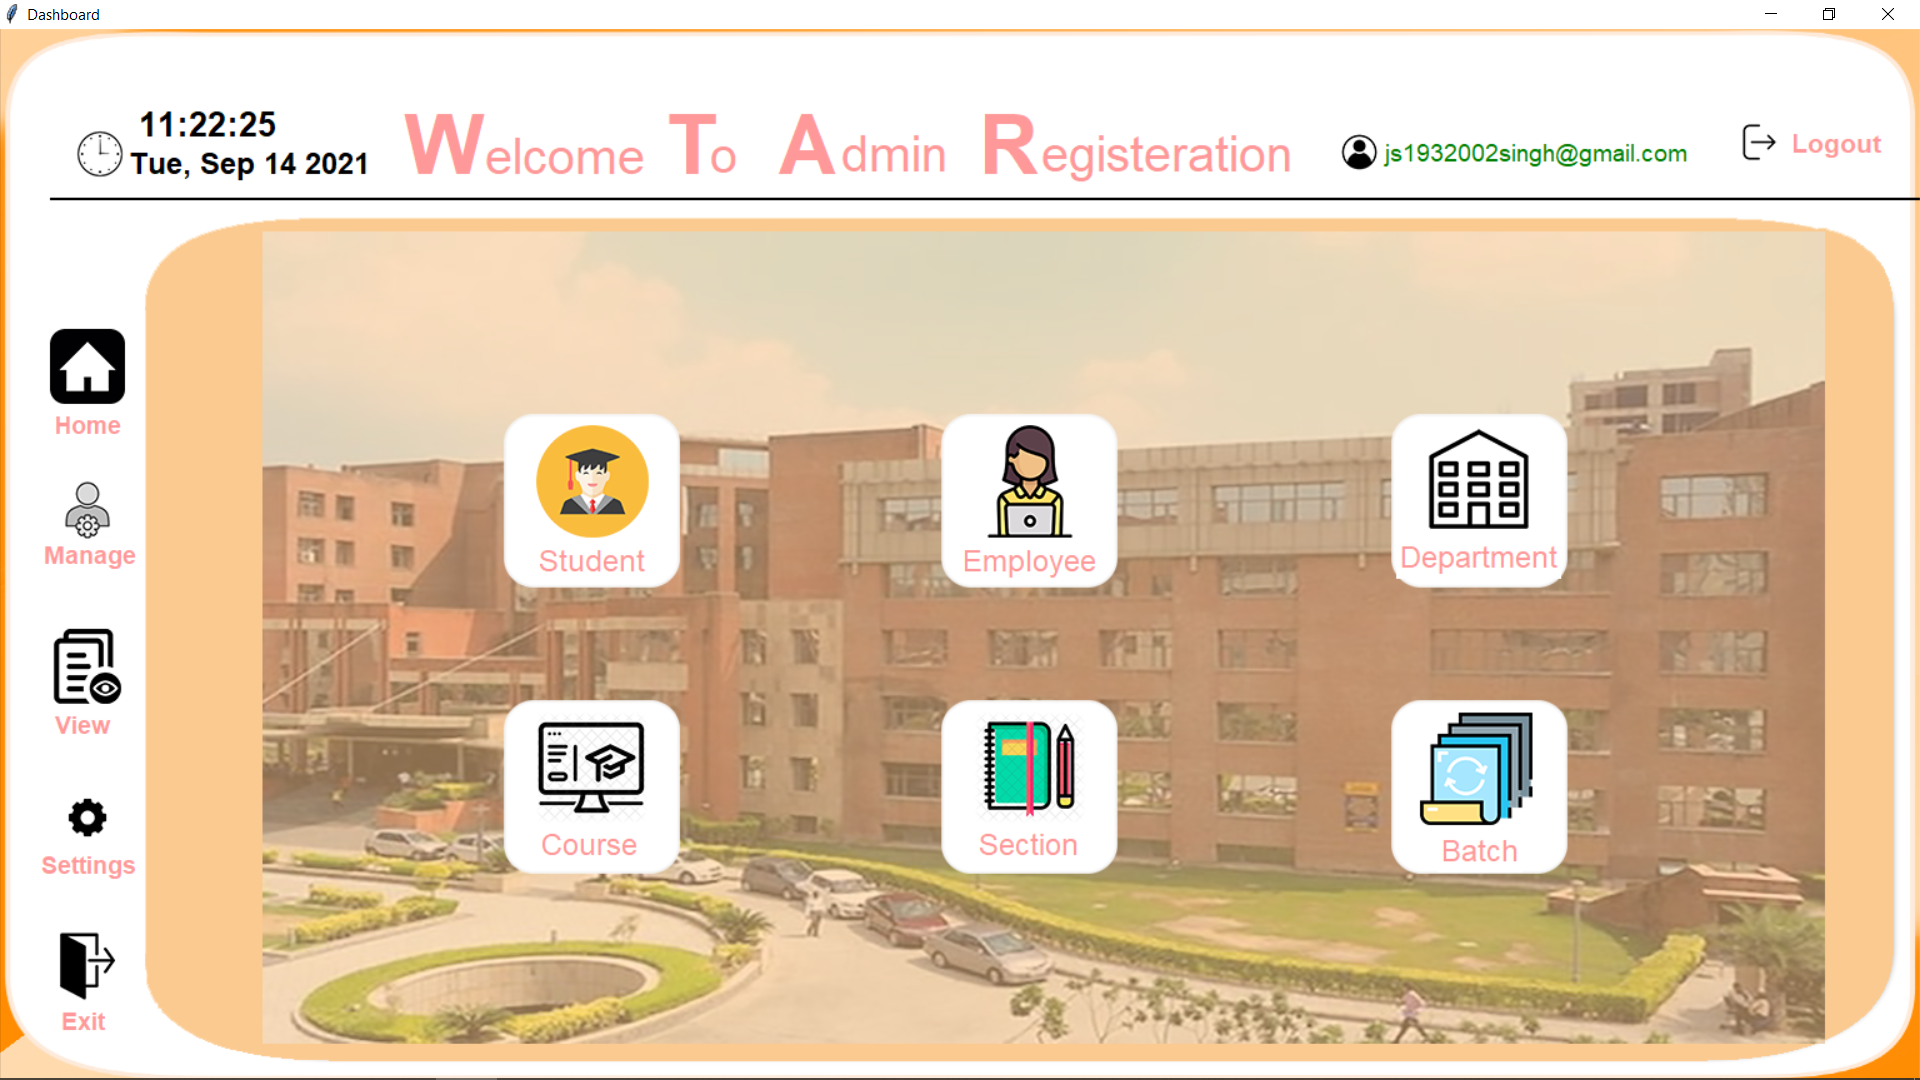 Dashboard
11:22:25
Tue, Sep 14 2021
Welcome To Admin Registeration
js1932002singh@gmail.com
Logout
Home
Manage
View
Settings
Exit
Student
Employee
Department
Course
Section
Batch